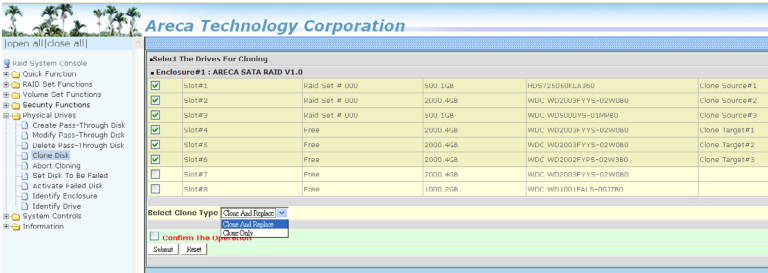 Areca Technology Corporation
|open all|close all|
Raid System Console
Quick Function
RAID Set Functions
Volume Set Functions
Security Functions
Physical Drives
Create Pass-Through Disk
Modify Pass-Through Disk
Delete Pass-Through Disk
Clone Disk
Abort Cloning
Set Disk To Be Failed
Activate Failed Disk
Identify Enclosure
Identify Drive
System Controls
Information
Select The Drives For Cloning
Enclosure#1 : ARECA SATA RAID V1.0
Slot#1 Raid Set # 000 500.1GB HDS725050KLA360 Clone Source#1
Slot#2 Raid Set # 000 2000.4GB WDC WD2003FYYS-02W0B0 Clone Source#2
Slot#3 Raid Set # 000 500.1GB WDC WD5000YS-01MPB0 Clone Source#3
Slot#4 Free 2000.4GB WDC WD2003FYYS-02W0B0 Clone Target#1
Slot#5 Free 2000.4GB WDC WD2003FYYS-02W0B0 Clone Target#2
Slot#6 Free 2000.4GB WDC WD2002FYPS-02W3B0 Clone Target#3
Slot#7 Free 2000.4GB WDC WD2003FYYS-02W0B0
Slot#8 Free 1000.2GB WDC WD1001FALS-00J7B0
Select Clone Type Clone And Replace
Clone And Replace
Clone Only
Confirm The Operation
Submit Reset